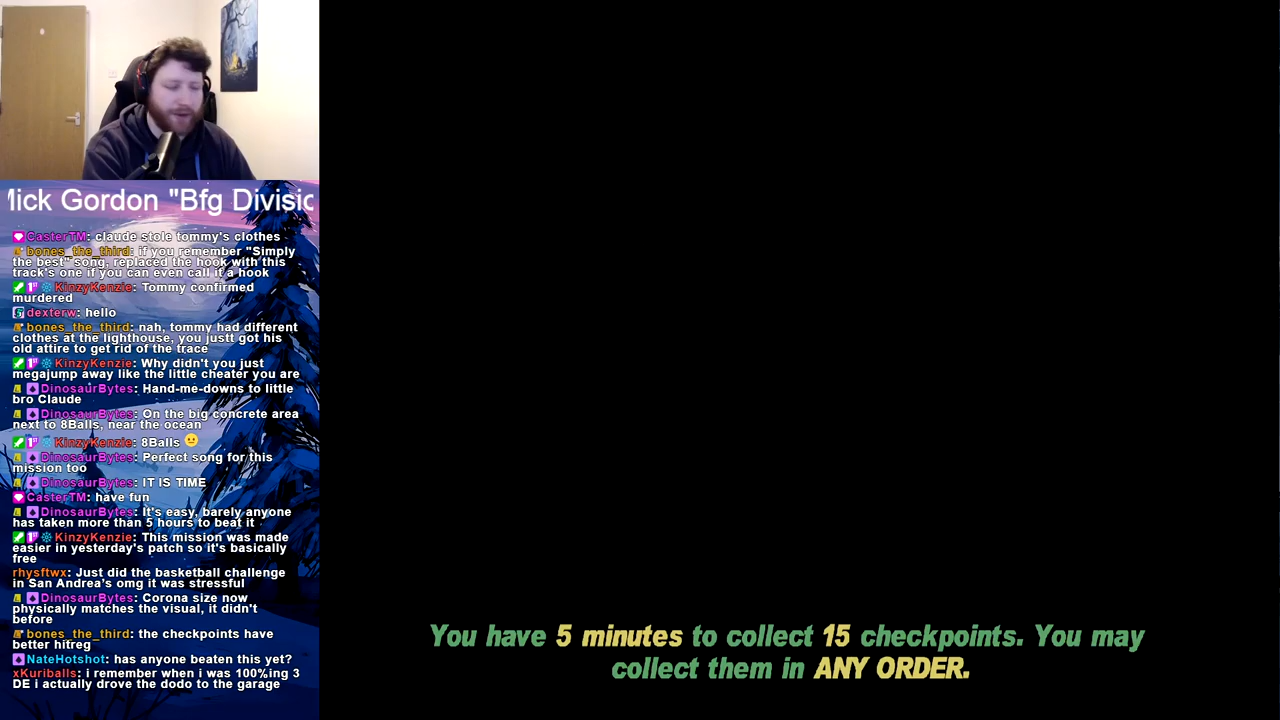 Mick Gordon "Bfg Divisio
CasterTM: claude stole tommy's clothes
bones_the_third: if you remember "Simply
the best" song, replaced the hook with this
track's one if you can even call it a hook
KinzyKenzie: Tommy confirmed
murdered
dexterw: hello
bones_the_third: nah, tommy had different
clothes at the lighthouse, you justt got his
old attire to get rid of the trace
KinzyKenzie: Why didn't you just
megajump away like the little cheater you are
DinosaurBytes: Hand-me-downs to little
bro Claude
DinosaurBytes: On the big concrete area
next to 8Balls, near the ocean
KinzyKenzie: 8Balls
DinosaurBytes: Perfect song for this
mission too
DinosaurBytes: IT IS TIME
CasterTM: have fun
DinosaurBytes: It's easy, barely anyone
has taken more than 5 hours to beat it
KinzyKenzie: This mission was made
easier in yesterday's patch so it's basically
free
rhysftwx: Just did the basketball challenge
in San Andrea's omg it was stressful
DinosaurBytes: Corona size now
physically matches the visual, it didn't
before
bones_the_third: the checkpoints have
better hitreg
NateHotshot: has anyone beaten this yet?
xKuriballs: i remember when i was 100%ing 3
DE i actually drove the dodo to the garage
You have 5 minutes to collect 15 checkpoints. You may
collect them in ANY ORDER.